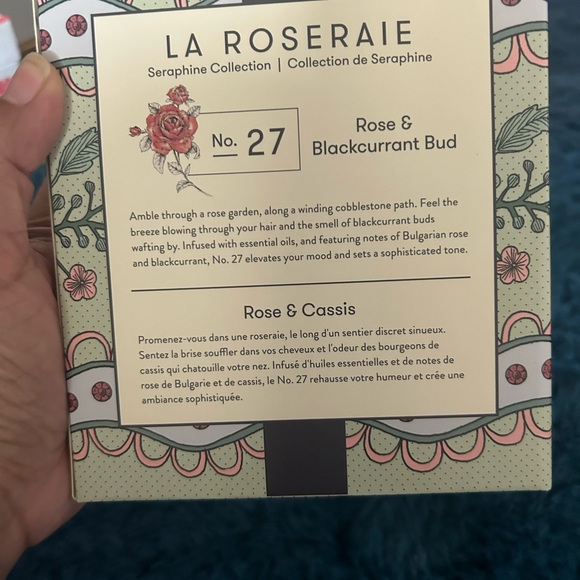 LA ROSERAIE
Seraphine Collection | Collection de Seraphine
No. 27
Rose &
Blackcurrant Bud
Amble through a rose garden, along a winding cobblestone path. Feel the
breeze blowing through your hair and the smell of blackcurrant buds
wafting by. Infused with essential oils, and featuring notes of Bulgarian rose
and blackcurrant, No. 27 elevates your mood and sets a sophisticated tone.
Rose & Cassis
Promenez-vous dans une roseraie, le long d'un sentier discret sinueux.
Sentez la brise souffler dans vos cheveux et l'odeur des bourgeons de
cassis qui chatouille votre nez. Infusé d'huiles essentielles et de notes de
rose de Bulgarie et de cassis, le No. 27 rehausse votre humeur et crée une
ambiance sophistiquée.